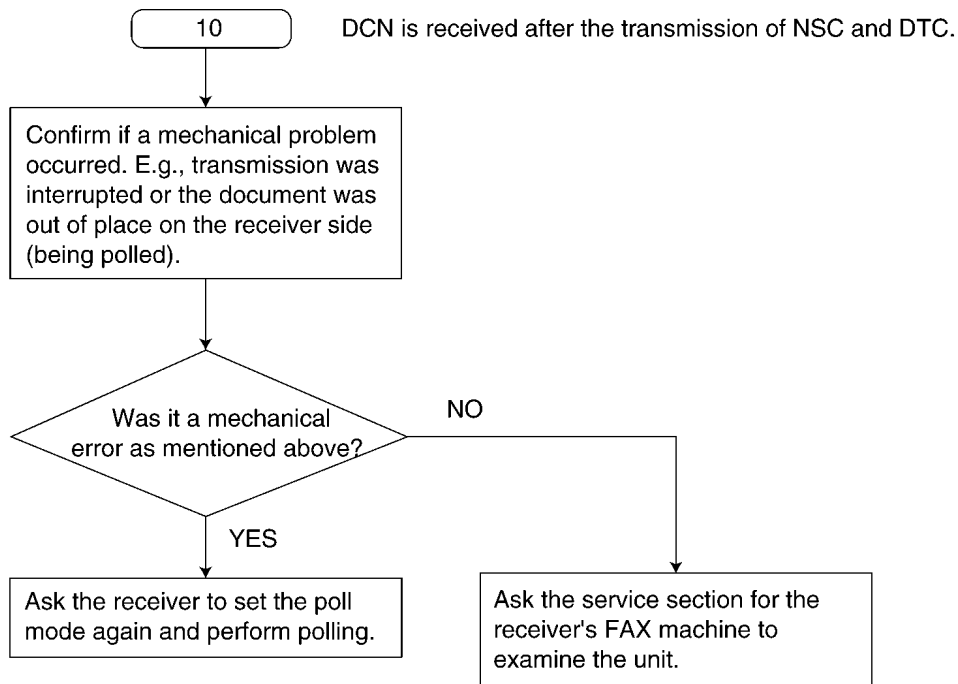 10
DCN is received after the transmission of NSC and DTC.
Confirm if a mechanical problem
occurred. E.g., transmission was
interrupted or the document was
out of place on the receiver side
(being polled).
Was it a mechanical
error as mentioned above?
NO
YES
Ask the receiver to set the poll
mode again and perform polling.
Ask the service section for the
receiver's FAX machine to
examine the unit.